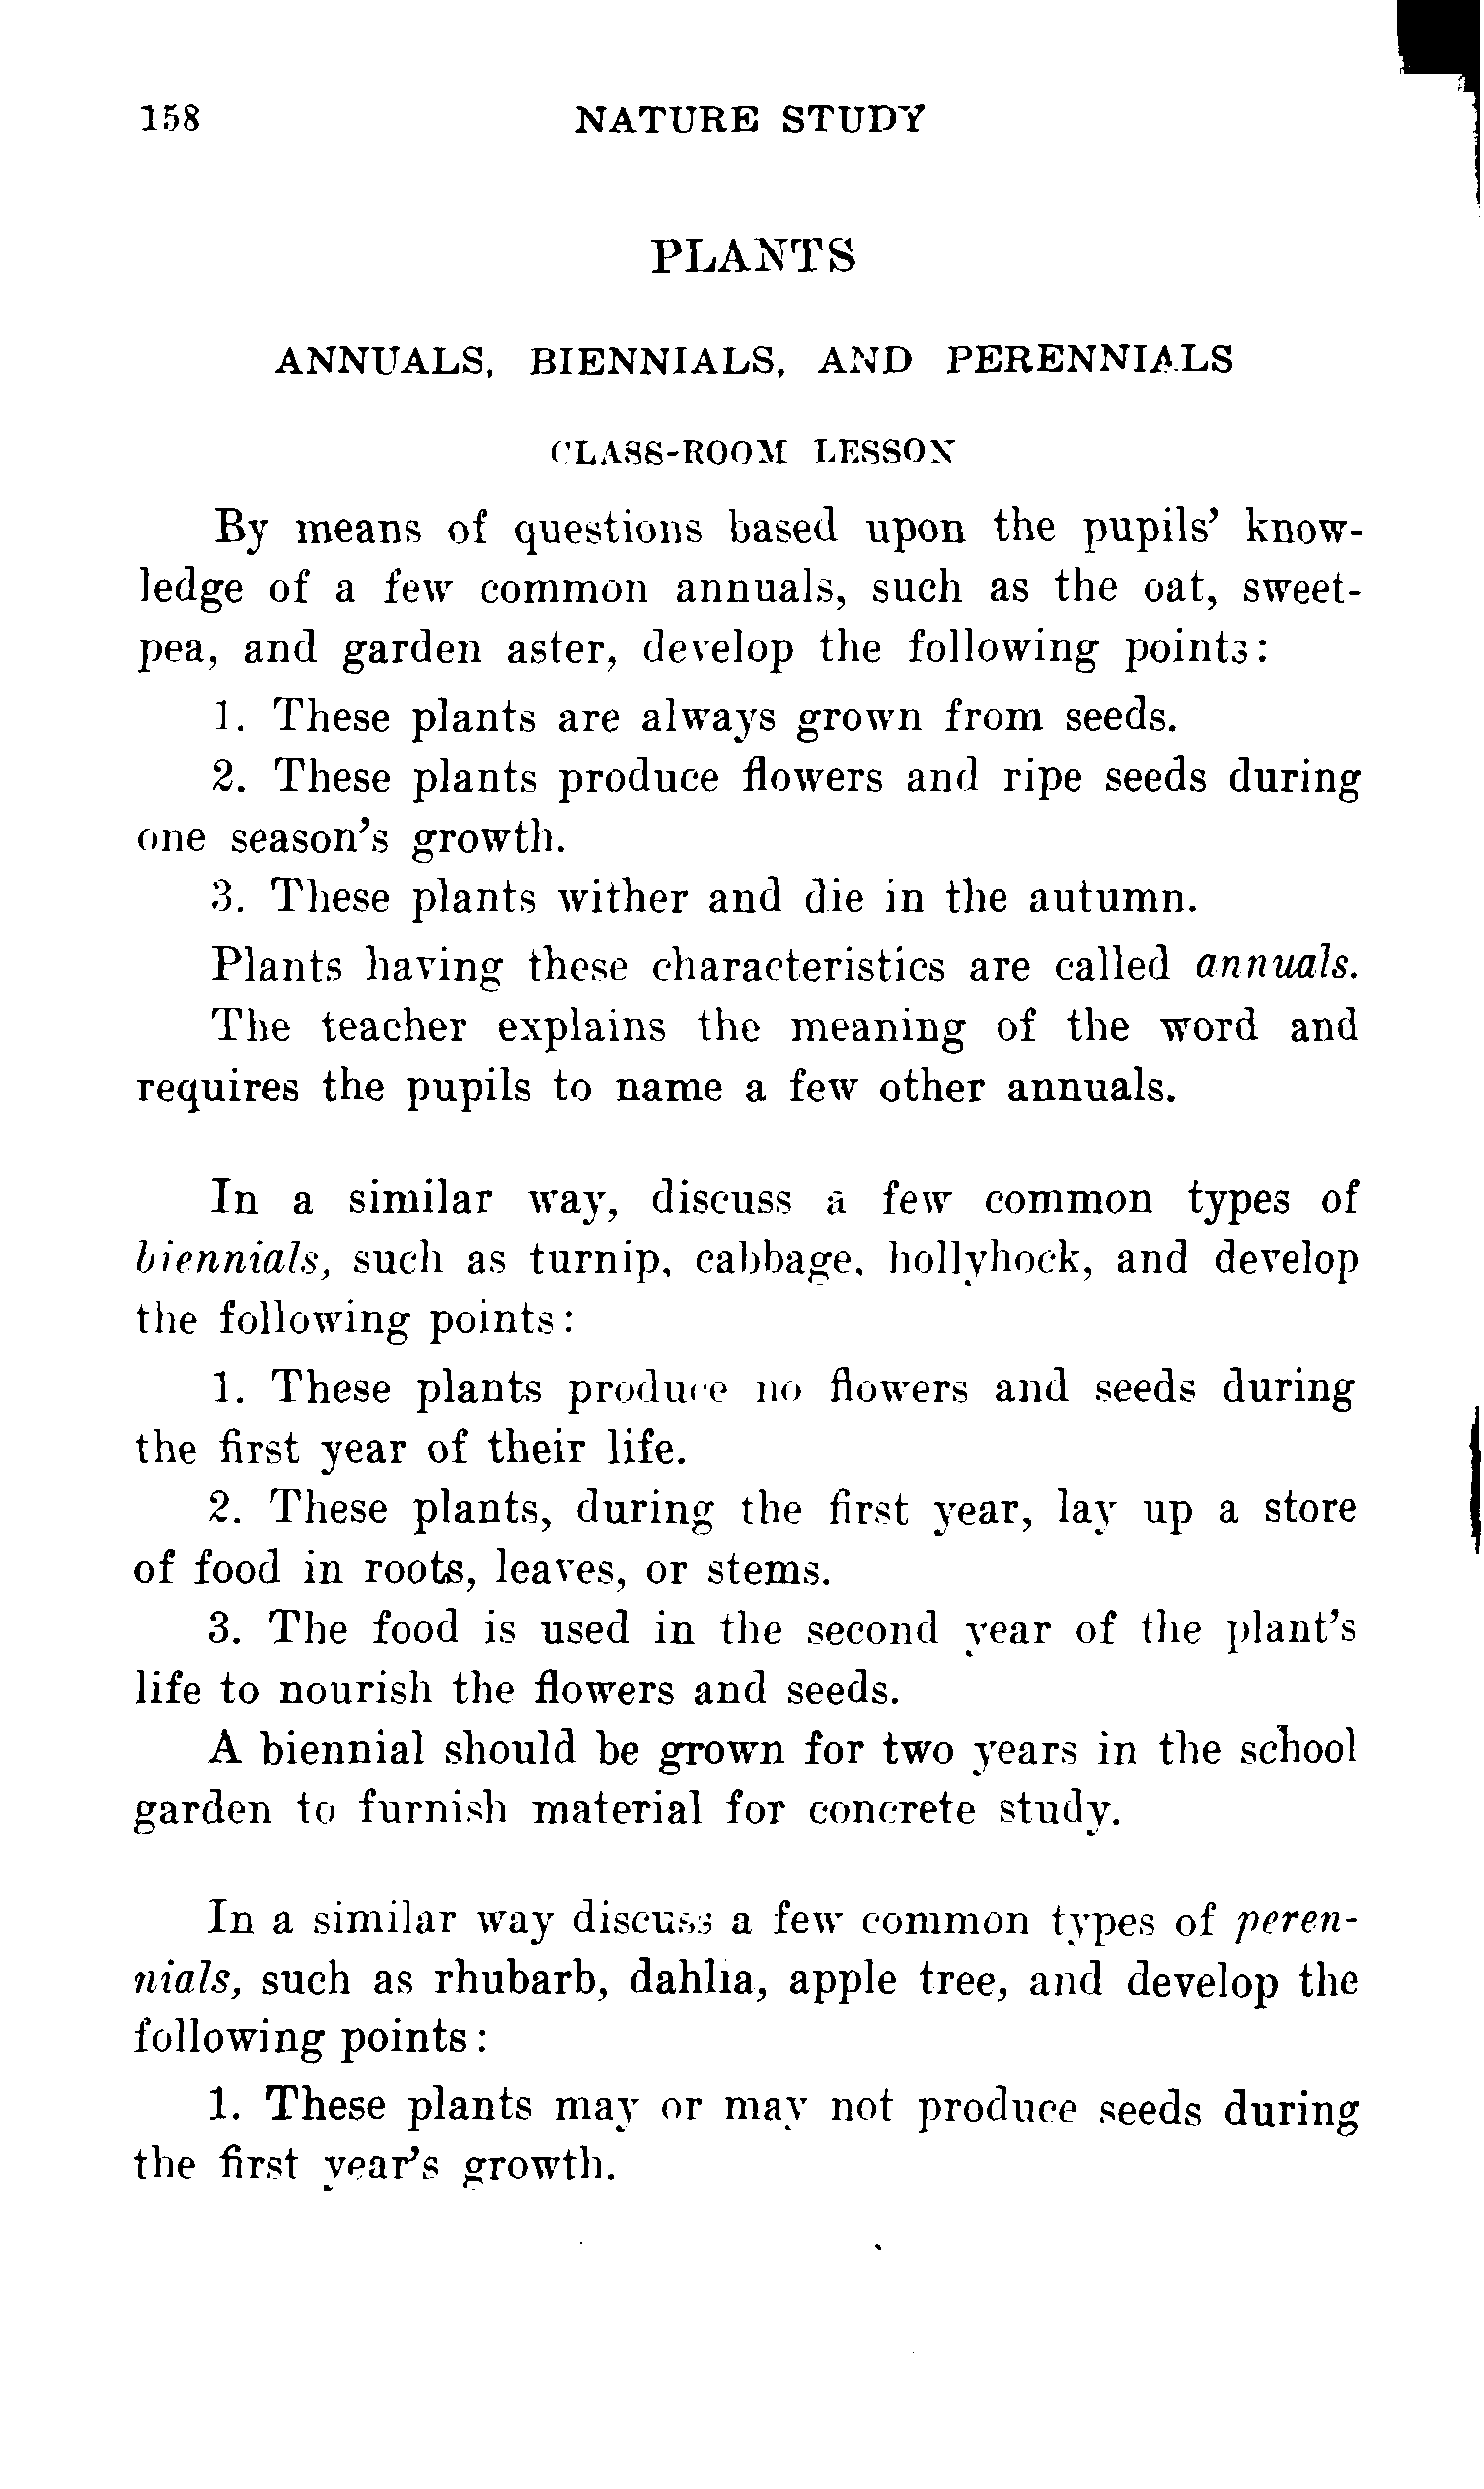 158 NATURE STUDY
PLANTS
ANNUALS, BIENNIALS, AND PERENNIALS
CLASS-ROOM LESSON
By means of questions based upon the pupils' know-
ledge of a few common annuals, such as the oat, sweet-
pea, and garden aster, develop the following points:
1. These plants are always grown from seeds.
2. These plants produce flowers and ripe seeds during
one season's growth.
3. These plants wither and die in the autumn.
Plants having these characteristics are called annuals.
The teacher explains the meaning of the word and
requires the pupils to name a few other annuals.
In a similar way, discuss a few common types of
biennials, such as turnip, cabbage, hollyhock, and develop
the following points:
1. These plants produce no flowers and seeds during
the first year of their life.
2. These plants, during the first year, lay up a store
of food in roots, leaves, or stems.
3. The food is used in the second year of the plant's
life to nourish the flowers and seeds.
A biennial should be grown for two years in the school
garden to furnish material for concrete study.
In a similar way discuss a few common types of peren-
nials, such as rhubarb, dahlia, apple tree, and develop the
following points:
1. These plants may or may not produce seeds during
the first year's growth.